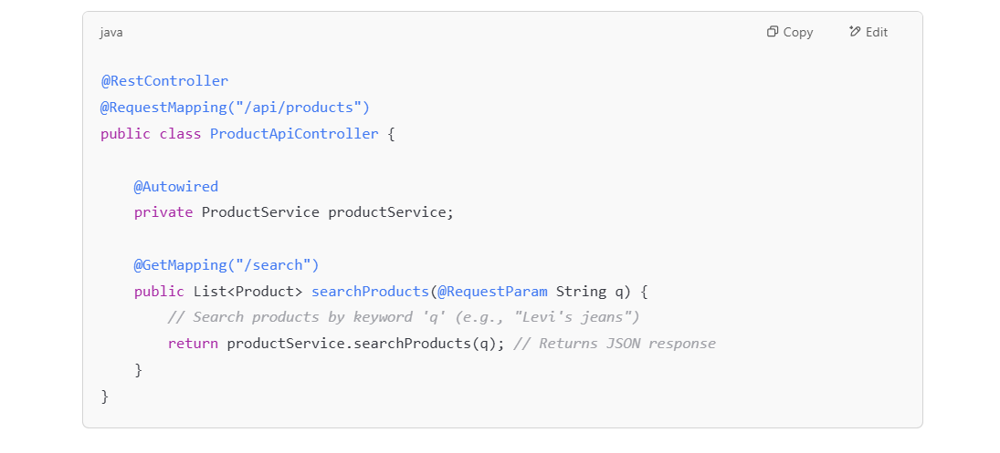 java
Copy
Edit
@RestController
@RequestMapping("/api/products")
public class ProductApiController {
@Autowired
private ProductService productService;
@GetMapping("/search")
public List<Product> searchProducts(@RequestParam String q) {
// Search products by keyword 'q' (e.g., "Levi's jeans")
return productService.searchProducts(q); // Returns JSON response
}
}